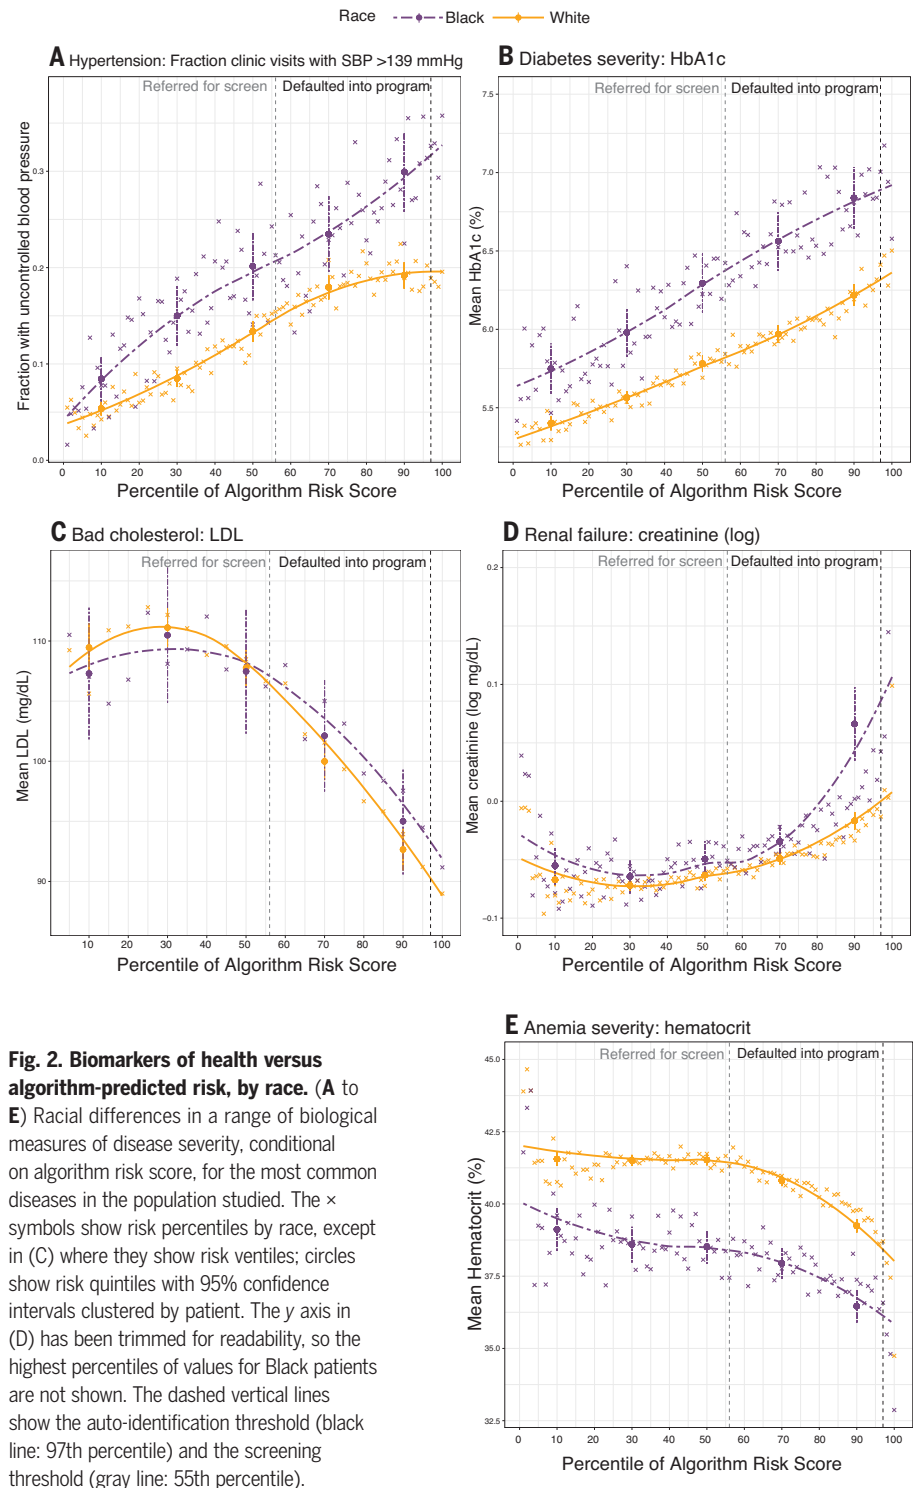 Race Black White
A Hypertension: Fraction clinic visits with SBP >139 mmHg
Referred for screen Defaulted into program
Fraction with uncontrolled blood pressure
0.3
0.2
0.1
0.0
0 10 20 30 40 50 60 70 80 90 100
Percentile of Algorithm Risk Score
B Diabetes severity: HbA1c
Referred for screen Defaulted into program
Mean HbA1c (%)
7.5
7.0
6.5
6.0
5.5
0 10 20 30 40 50 60 70 80 90 100
Percentile of Algorithm Risk Score
C Bad cholesterol: LDL
Referred for screen Defaulted into program
Mean LDL (mg/dL)
110
100
90
10 20 30 40 50 60 70 80 90 100
Percentile of Algorithm Risk Score
D Renal failure: creatinine (log)
Referred for screen Defaulted into program
Mean creatinine (log mg/dL)
0.2
0.1
0.0
−0.1
0 10 20 30 40 50 60 70 80 90 100
Percentile of Algorithm Risk Score
E Anemia severity: hematocrit
Referred for screen Defaulted into program
Mean Hematocrit (%)
45.0
42.5
40.0
37.5
35.0
32.5
0 10 20 30 40 50 60 70 80 90 100
Percentile of Algorithm Risk Score
Fig. 2. Biomarkers of health versus
algorithm-predicted risk, by race. (A to
E) Racial differences in a range of biological
measures of disease severity, conditional
on algorithm risk score, for the most common
diseases in the population studied. The ×
symbols show risk percentiles by race, except
in (C) where they show risk ventiles; circles
show risk quintiles with 95% confidence
intervals clustered by patient. The y axis in
(D) has been trimmed for readability, so the
highest percentiles of values for Black patients
are not shown. The dashed vertical lines
show the auto-identification threshold (black
line: 97th percentile) and the screening
threshold (gray line: 55th percentile).